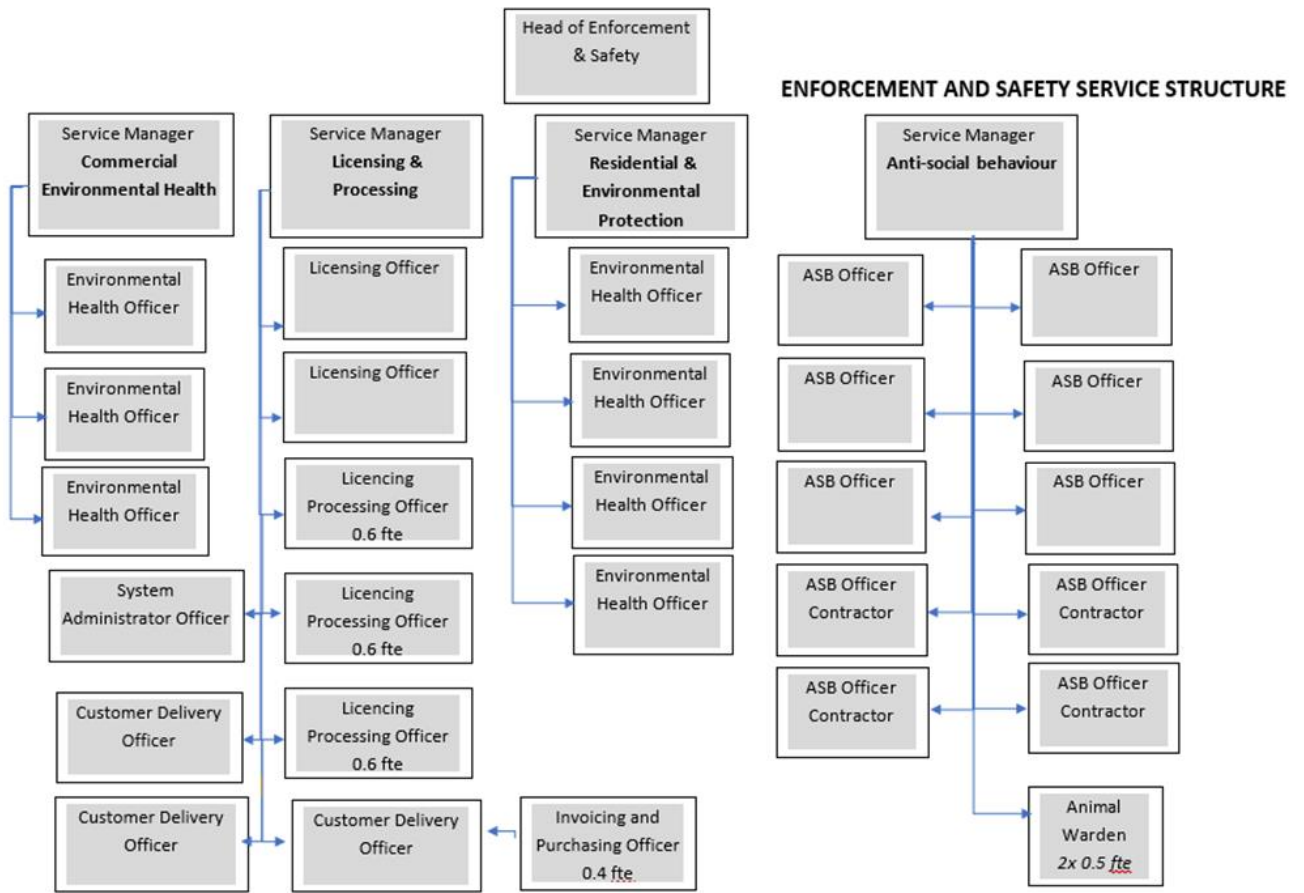 Head of Enforcement
& Safety
ENFORCEMENT AND SAFETY SERVICE STRUCTURE
Service Manager
Commercial
Environmental Health
Service Manager
Licensing &
Processing
Service Manager
Residential &
Environmental
Protection
Service Manager
Anti-social behaviour
Environmental
Health Officer
Environmental
Health Officer
Environmental
Health Officer
Licensing Officer
Licensing Officer
Licencing
Processing Officer
0.6 fte
System
Administrator Officer
Licencing
Processing Officer
0.6 fte
Customer Delivery
Officer
Licencing
Processing Officer
0.6 fte
Customer Delivery
Officer
Customer Delivery
Officer
Invoicing and
Purchasing Officer
0.4 fte
Environmental
Health Officer
Environmental
Health Officer
Environmental
Health Officer
Environmental
Health Officer
ASB Officer
ASB Officer
ASB Officer
ASB Officer
ASB Officer
ASB Officer
ASB Officer
Contractor
ASB Officer
Contractor
ASB Officer
Contractor
ASB Officer
Contractor
Animal
Warden
2x 0.5 fte